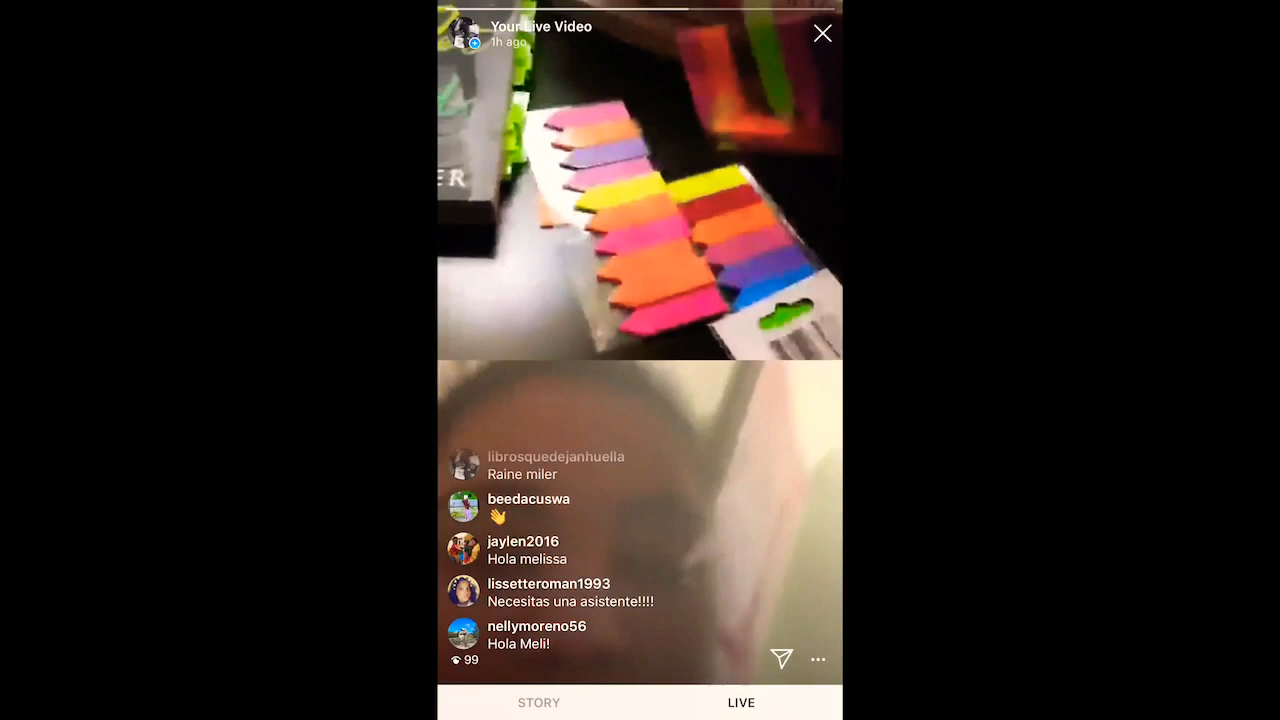 Your Live Video
1h ago
ER
librosquedejanhuella
Raine miler
beedacuswa
👋
jaylen2016
Hola melissa
lissetteroman1993
Necesitas una asistente!!!!
nellymoreno56
Hola Meli!
99
STORY
LIVE